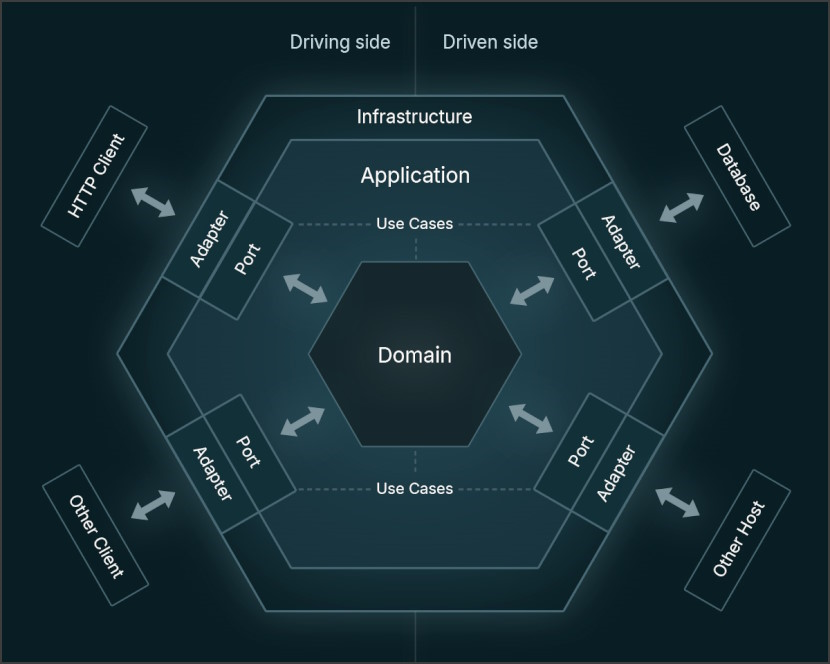 Driving side
Driven side
Infrastructure
Application
Use Cases
HTTP Client
Adapter
Port
Port
Adapter
Database
Domain
Other Client
Adapter
Port
Port
Adapter
Other Host
Use Cases